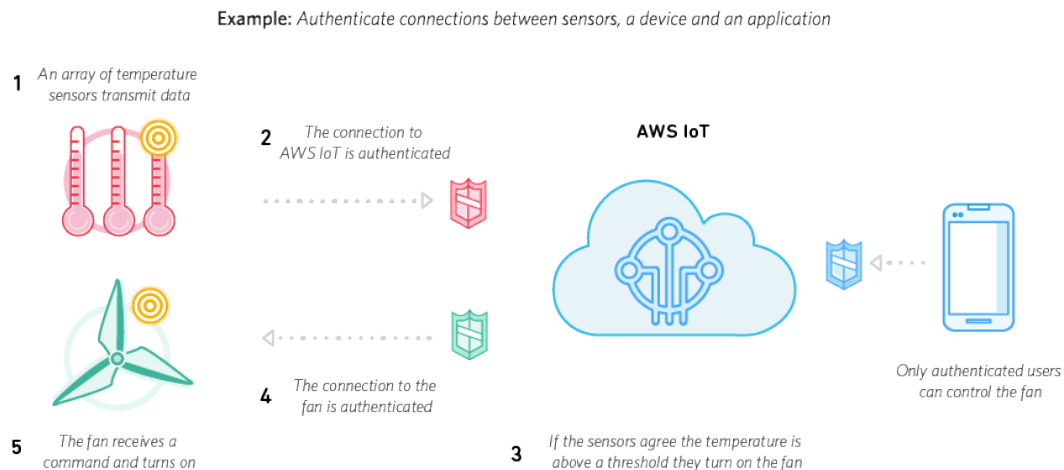 Example: Authenticate connections between sensors, a device and an application
1
An array of temperature
sensors transmit data
2
The connection to
AWS IoT is authenticated
AWS IoT
Only authenticated users
can control the fan
4
The connection to the
fan is authenticated
5
The fan receives a
command and turns on
3
If the sensors agree the temperature is
above a threshold they turn on the fan